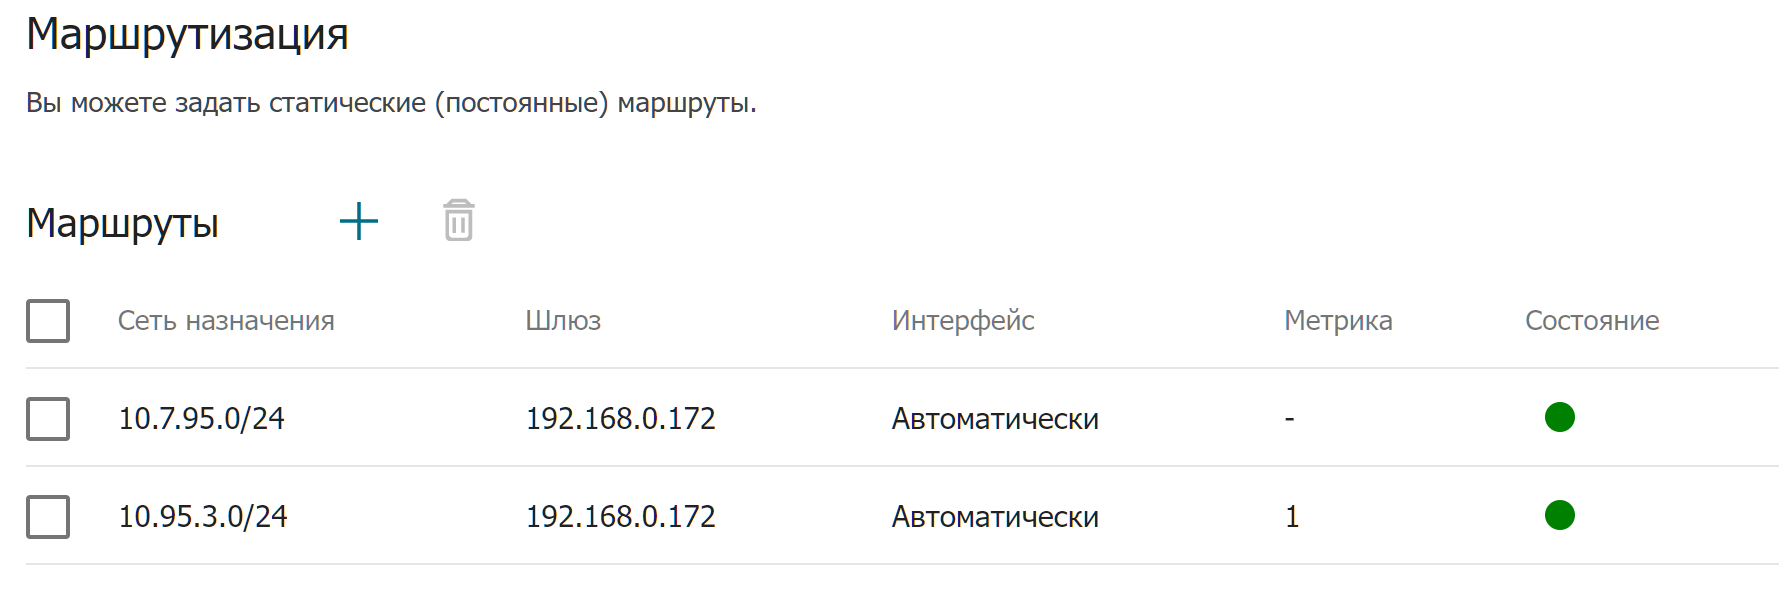 Маршрутизация
Вы можете задать статические (постоянные) маршруты.
Маршруты
Сеть назначения Шлюз Интерфейс Метрика Состояние
10.7.95.0/24 192.168.0.172 Автоматически -
10.95.3.0/24 192.168.0.172 Автоматически 1